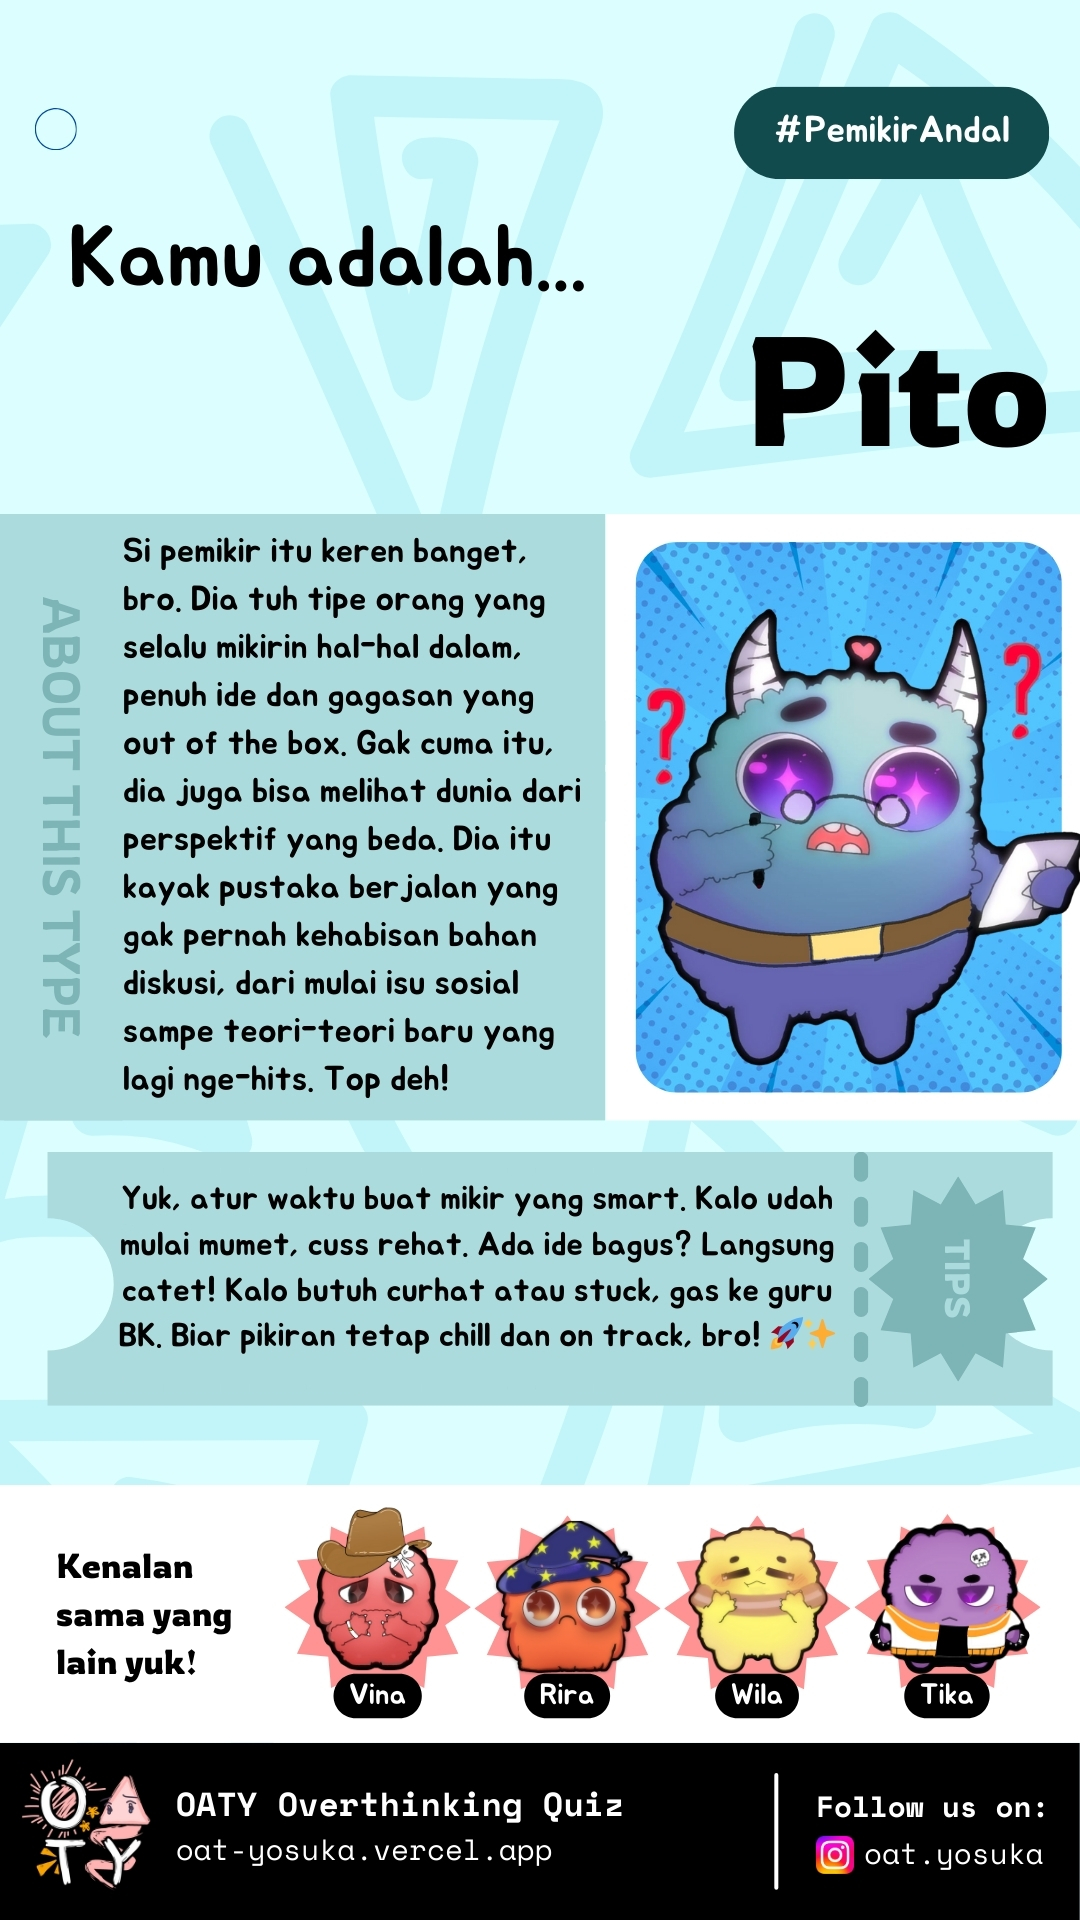 #PemikirAndal
Kamu adalah...
Pito
ABOUT THIS TYPE
Si pemikir itu keren banget,
bro. Dia tuh tipe orang yang
selalu mikirin hal-hal dalam,
penuh ide dan gagasan yang
out of the box. Gak cuma itu,
dia juga bisa melihat dunia dari
perspektif yang beda. Dia itu
kayak pustaka berjalan yang
gak pernah kehabisan bahan
diskusi, dari mulai isu sosial
sampe teori-teori baru yang
lagi nge-hits. Top deh!
?
?
Yuk, atur waktu buat mikir yang smart. Kalo udah
mulai mumet, cuss rehat. Ada ide bagus? Langsung
catet! Kalo butuh curhat atau stuck, gas ke guru
BK. Biar pikiran tetap chill dan on track, bro! 🚀✨
TIPS
Kenalan
sama yang
lain yuk!
Vina
Rira
Wila
Tika
OATY
OATY Overthinking Quiz
oat-yosuka.vercel.app
Follow us on:
oat.yosuka